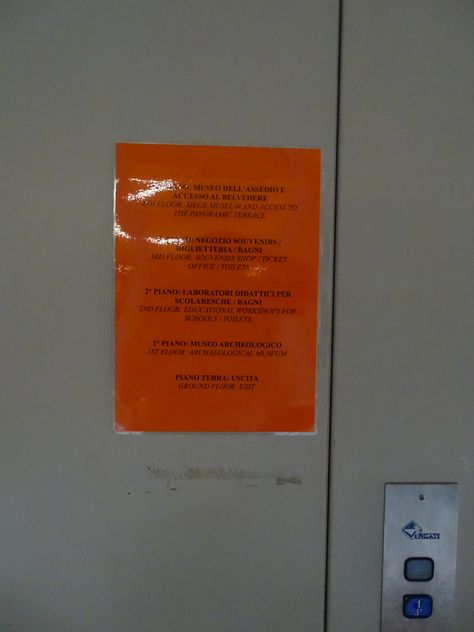 MUSEO DELL'ASSEDIO E
ACCESSO AL BELVEDERE
4TH FLOOR: SIEGE MUSEUM AND ACCESS TO
THE PANORAMIC TERRACE
NEGOZIO SOUVENIRS /
BIGLIETTERIA / BAGNI
3RD FLOOR: SOUVENIRS SHOP / TICKET
OFFICE / TOILETS
2° PIANO: LABORATORI DIDATTICI PER
SCOLARESCHE / BAGNI
2ND FLOOR: EDUCATIONAL WORKSHOPS FOR
SCHOOLS / TOILETS
1° PIANO: MUSEO ARCHEOLOGICO
1ST FLOOR: ARCHAEOLOGICAL MUSEUM
PIANO TERRA: USCITA
GROUND FLOOR: EXIT
VERGATI